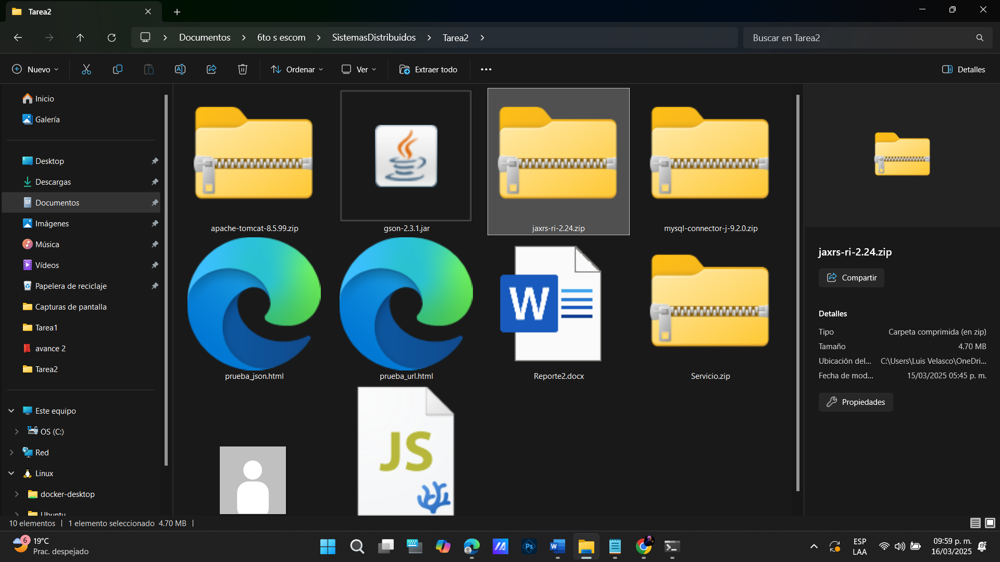 Tarea2
Documentos
6to s escom
SistemasDistribuidos
Tarea2
Buscar en Tarea2
Nuevo
Ordenar
Ver
Extraer todo
Detalles
Inicio
Galería
Desktop
Descargas
Documentos
Imágenes
Música
Vídeos
Papelera de reciclaje
Capturas de pantalla
Tarea1
avance 2
Tarea2
Este equipo
OS (C:)
Red
Linux
docker-desktop
Ubuntu
apache-tomcat-8.5.99.zip
gson-2.3.1.jar
jaxrs-ri-2.24.zip
mysql-connector-j-9.2.0.zip
W
prueba_json.html
prueba_url.html
Reporte2.docx
Servicio.zip
JS
jaxrs-ri-2.24.zip
Compartir
Detalles
Tipo Carpeta comprimida (en zip)
Tamaño 4.70 MB
Ubicación del... C:\Users\Luis Velasco\OneDri...
Fecha de mod... 15/03/2025 05:45 p. m.
Propiedades
10 elementos
1 elemento seleccionado 4.70 MB
6
19°C
Prac. despejado
Ps
W
ESP
LAA
09:59 p. m.
16/03/2025